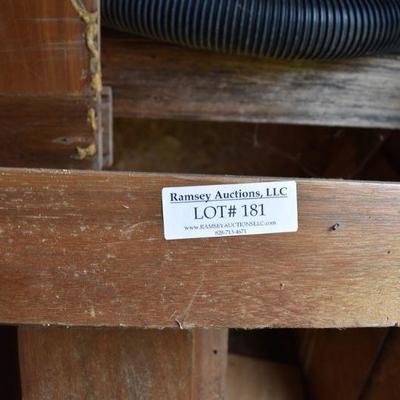 Ramsey Auctions, LLC
LOT# 181
www.RAMSEYAUCTIONSLLC.com
828-713-4671